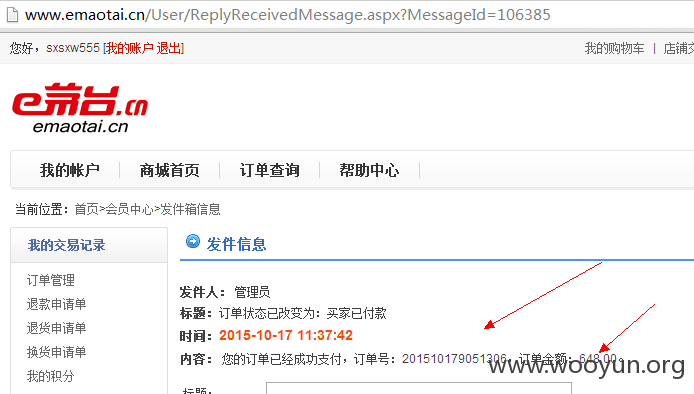 www.emaotai.cn/User/ReplyReceivedMessage.aspx?MessageId=106385
您好，sxsxw555 [我的账户 退出]
我的购物车 | 店铺交
e茅台.cn
emaotai.cn
我的帐户 商城首页 订单查询 帮助中心
当前位置：首页>会员中心>发件箱信息
我的交易记录
订单管理
退款申请单
退货申请单
换货申请单
我的积分
发件信息
发件人：管理员
标题：订单状态已改变为：买家已付款
时间：2015-10-17 11:37:42
内容：您的订单已经成功支付，订单号：201510179051306，订单金额：648.00。
标题：
www.wooyun.org